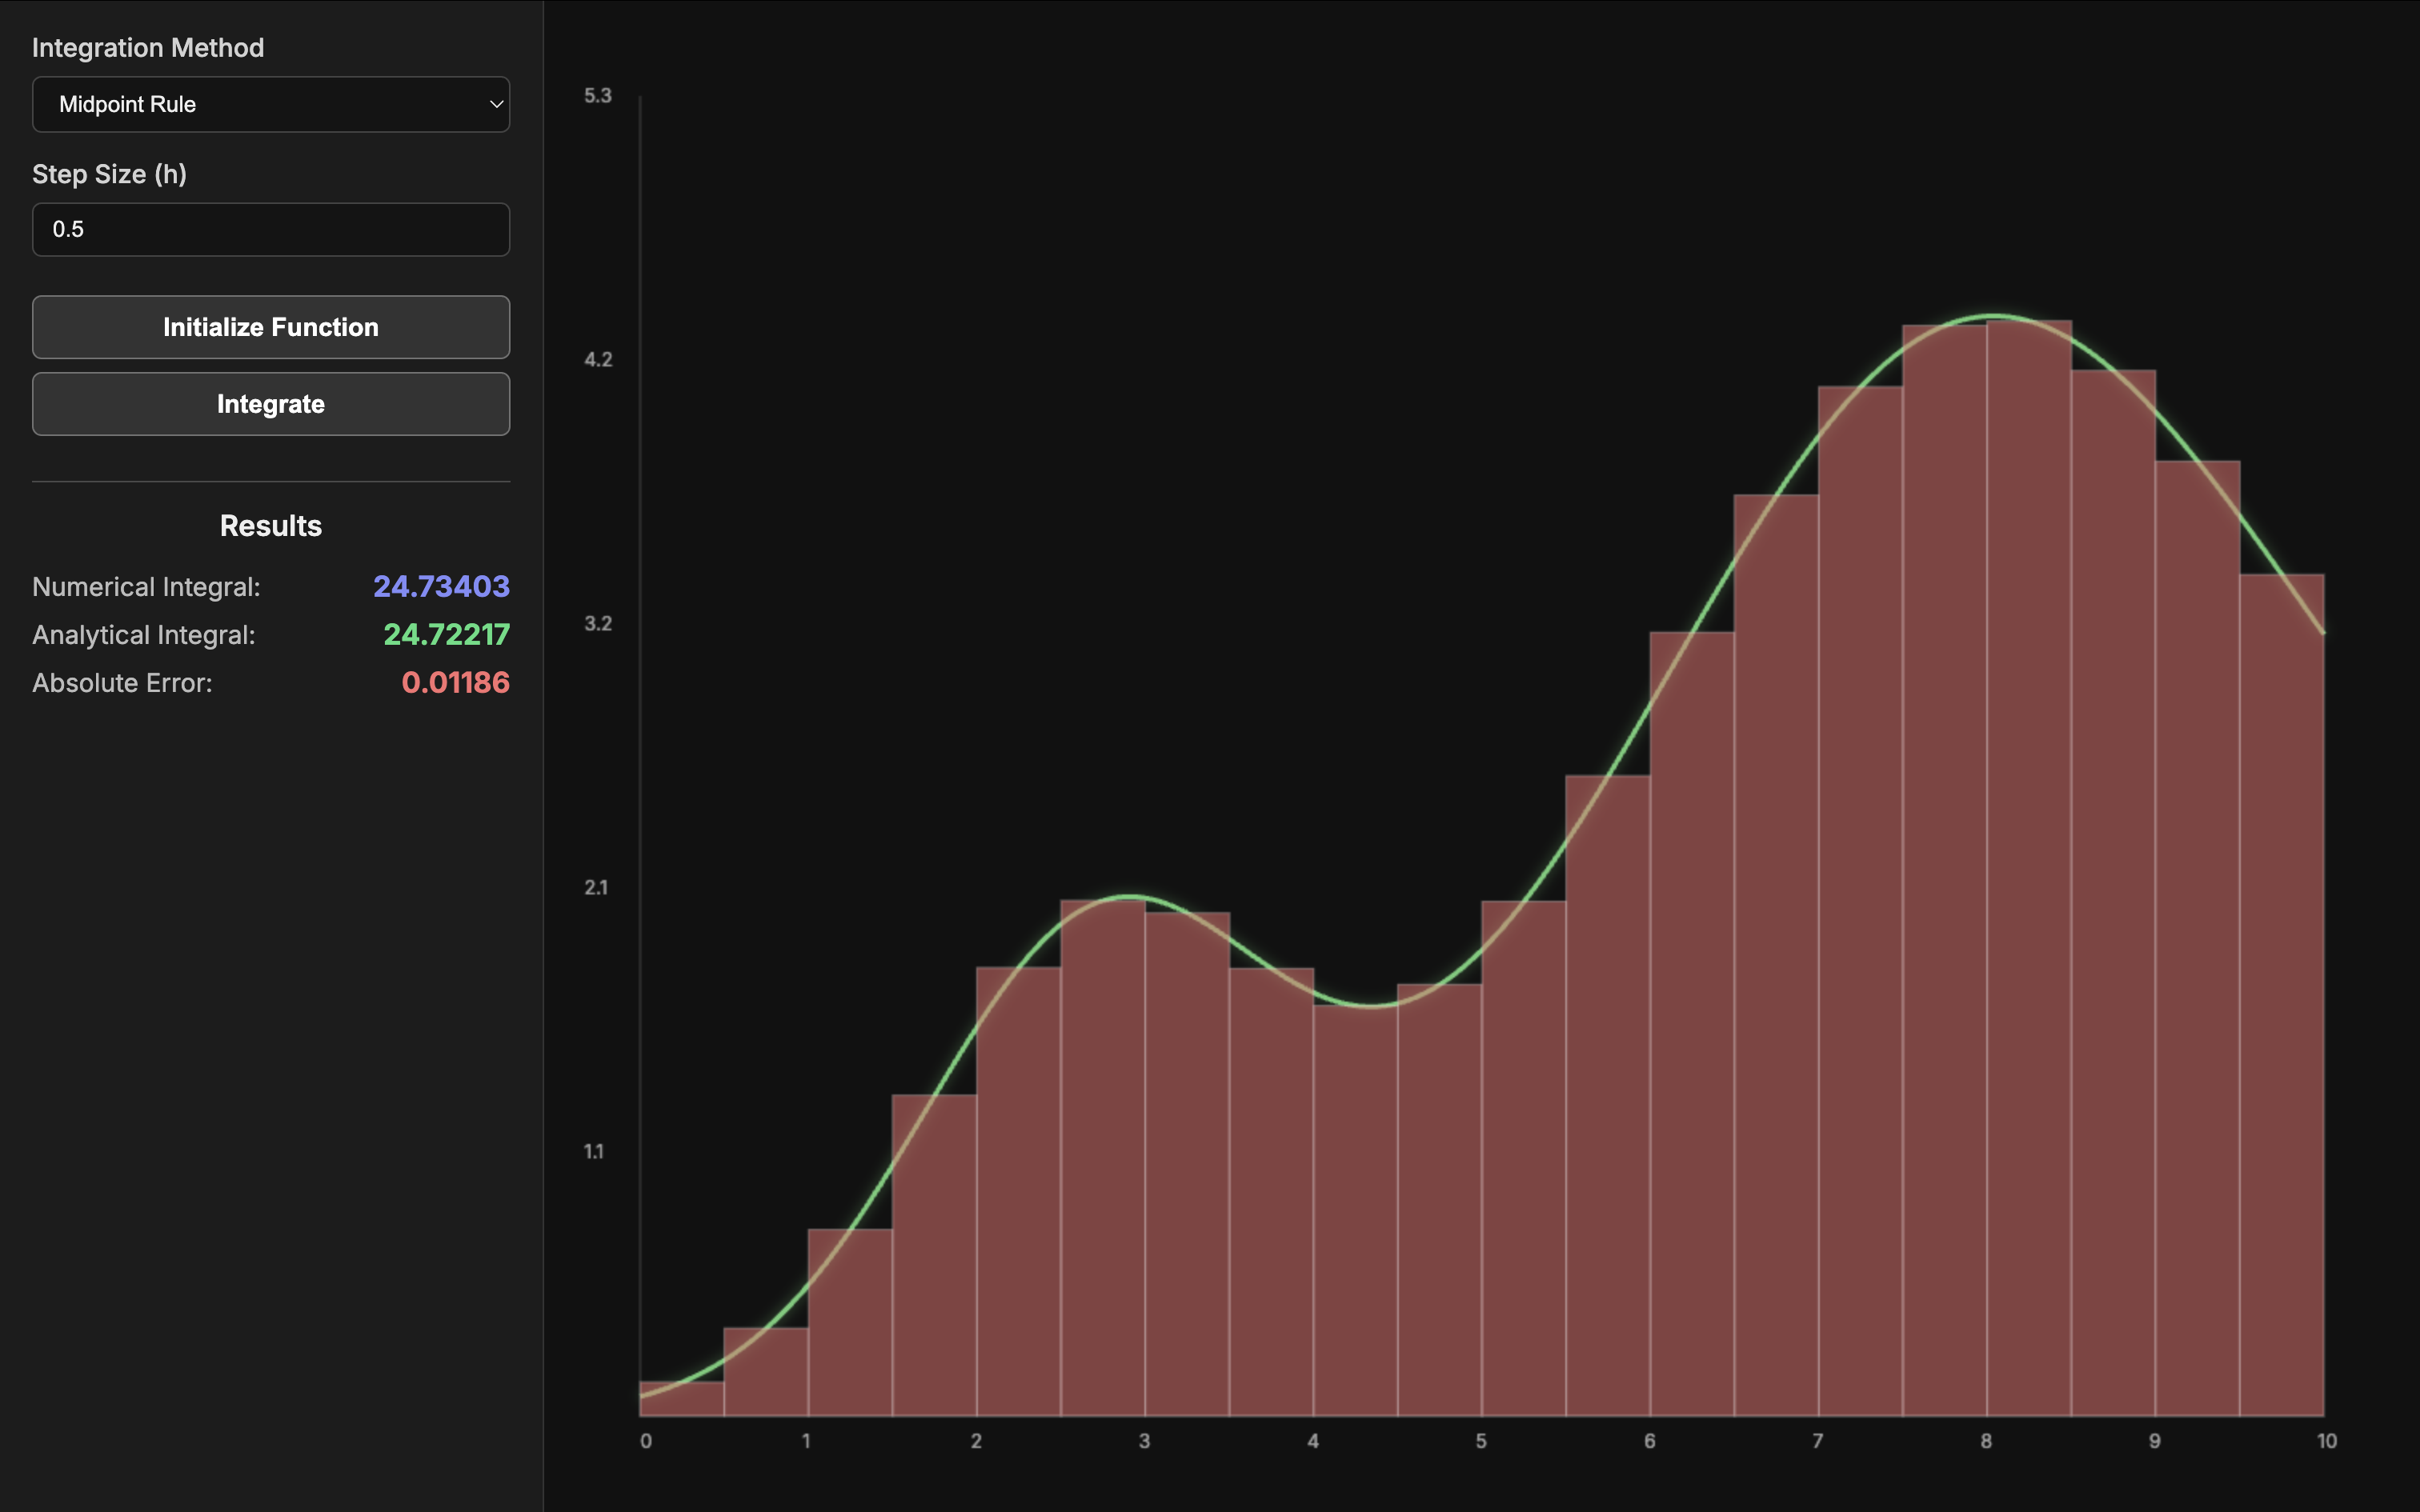 Integration Method
Midpoint Rule
Step Size (h)
0.5
Initialize Function
Integrate
Results
Numerical Integral: 24.73403
Analytical Integral: 24.72217
Absolute Error: 0.01186
5.3
4.2
3.2
2.1
1.1
0 1 2 3 4 5 6 7 8 9 10